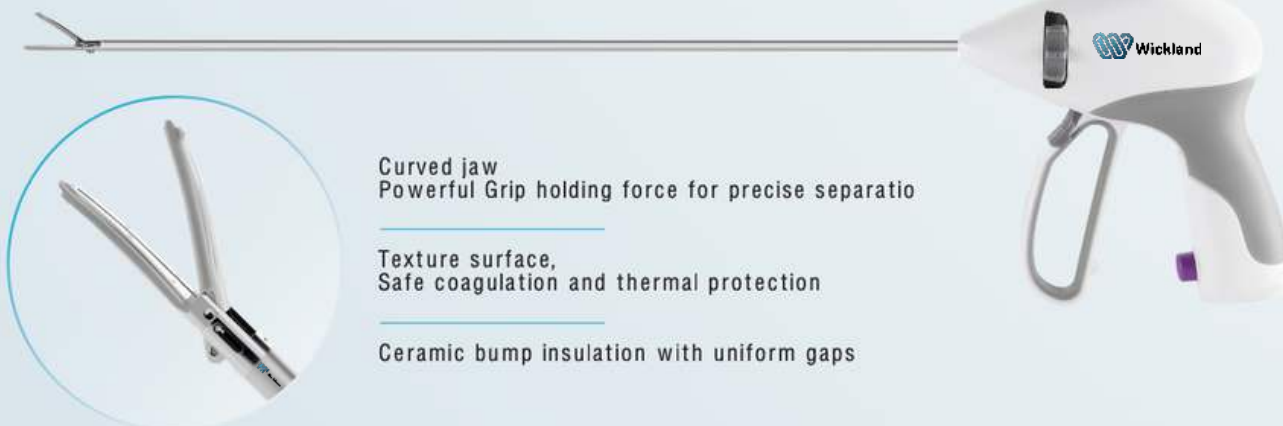 Wickland
Curved jaw
Powerful Grip holding force for precise separatio
Texture surface,
Safe coagulation and thermal protection
Ceramic bump insulation with uniform gaps